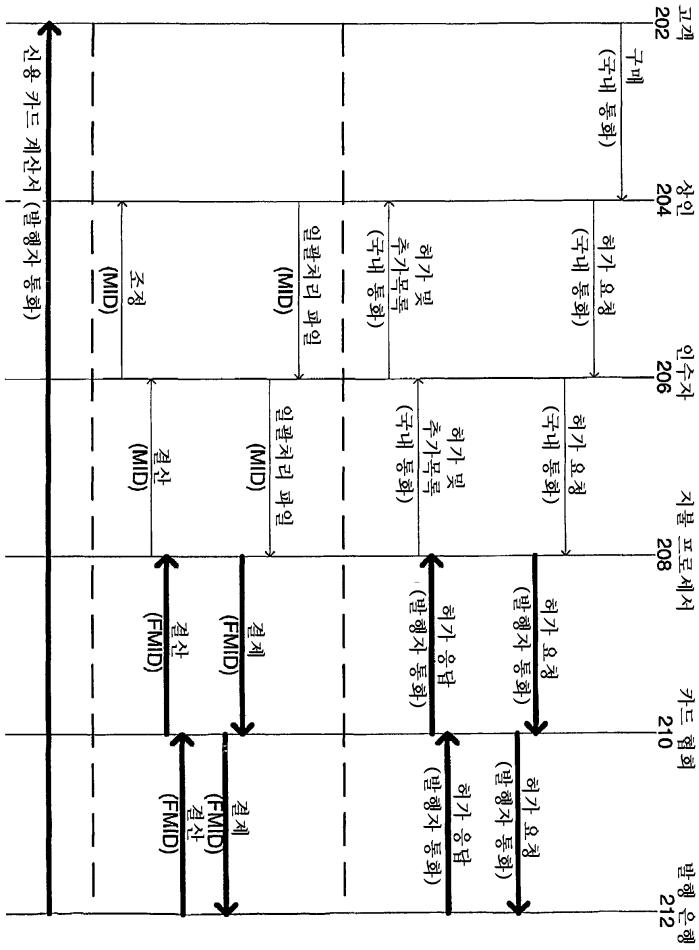 고객
202
상인
204
인수자
206
지불 프로세서
208
카드 협회
210
발행 은행
212
구매
(국내 통화)
허가 요청
(국내 통화)
허가 요청
(국내 통화)
허가 요청
(발행자 통화)
허가 요청
(발행자 통화)
허가 응답
(발행자 통화)
허가 응답
(발행자 통화)
허가 및
추가목록
(국내 통화)
허가 및
추가목록
(국내 통화)
일괄처리 파일
(MID)
일괄처리 파일
(MID)
결제
(FMID)
결제
(FMID)
결산
(FMID)
결산
(FMID)
결산
(MID)
조정
(MID)
신용 카드 계산서 (발행자 통화)